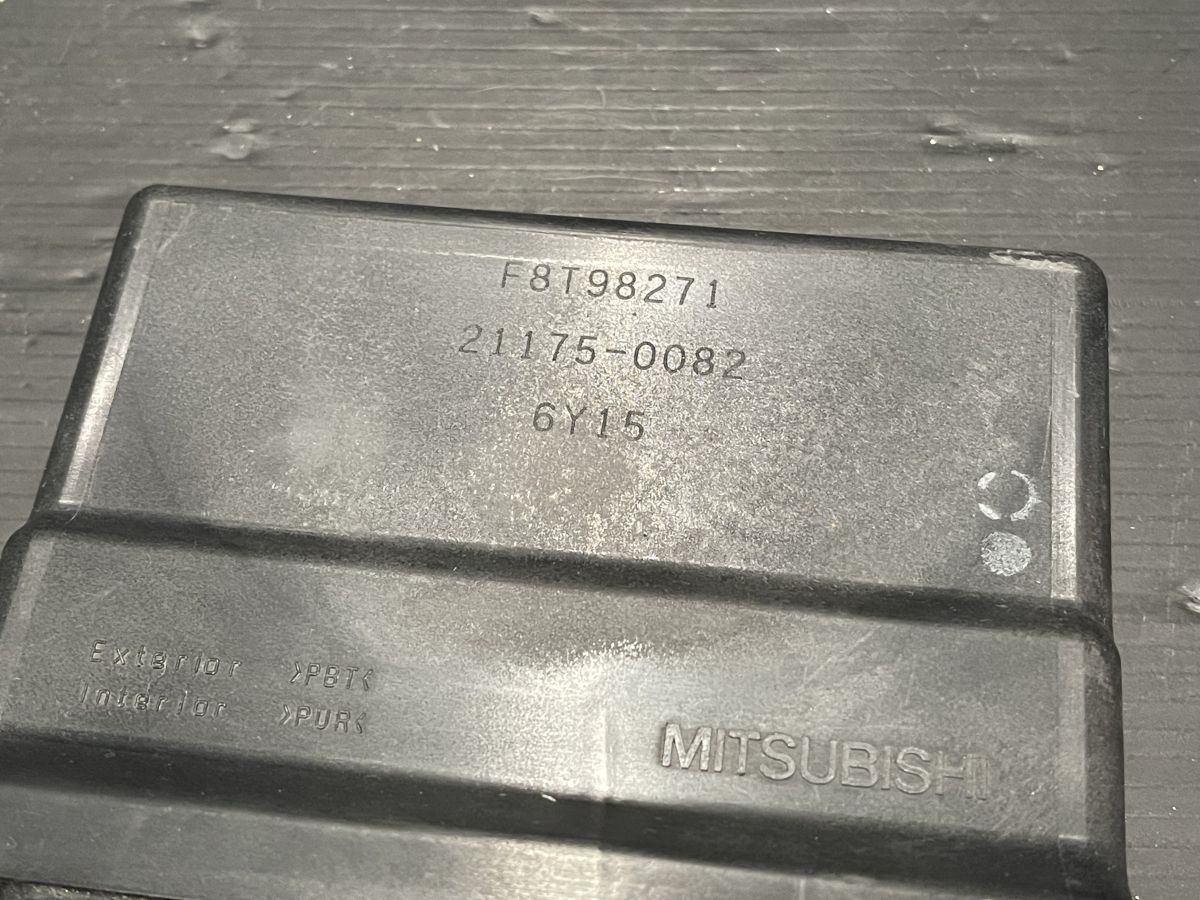 F8T98271
21175-0082
6Y15
Exterior >PBT<
Interior >PUR<
MITSUBISHI